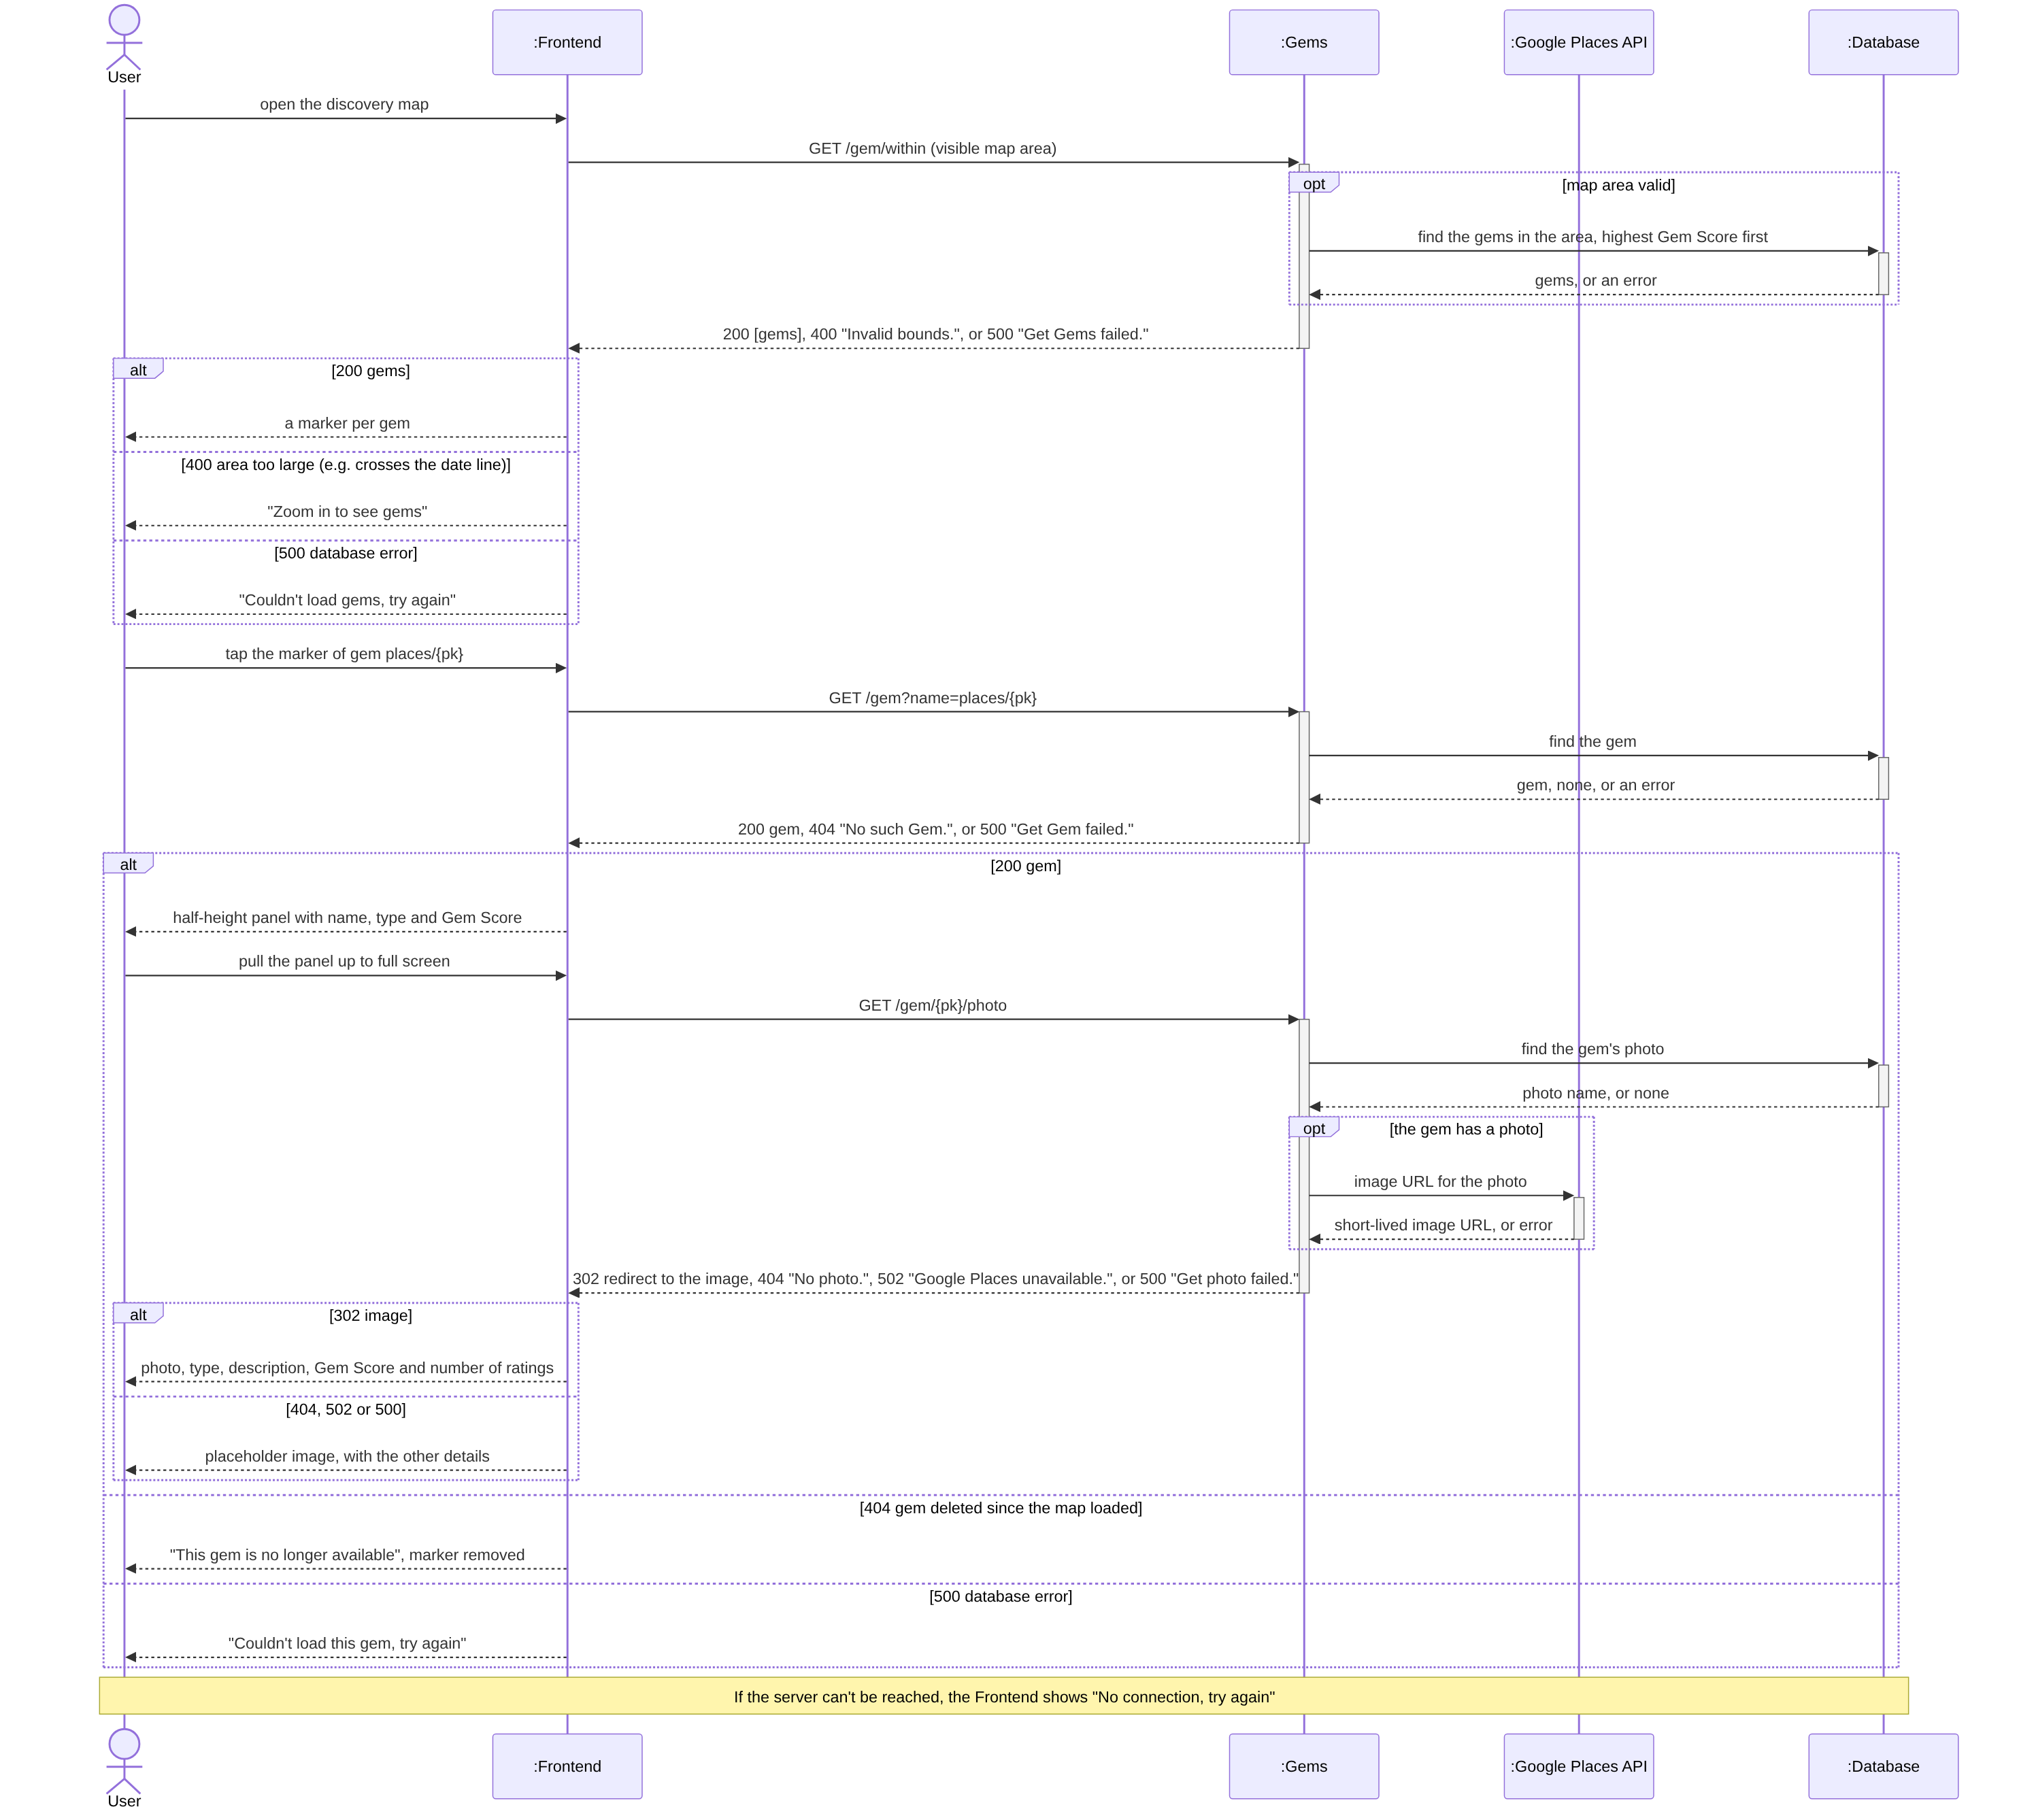 User
:Frontend
:Gems
:Google Places API
:Database
open the discovery map
GET /gem/within (visible map area)
opt
[map area valid]
find the gems in the area, highest Gem Score first
gems, or an error
200 [gems], 400 "Invalid bounds.", or 500 "Get Gems failed."
alt
[200 gems]
a marker per gem
[400 area too large (e.g. crosses the date line)]
"Zoom in to see gems"
[500 database error]
"Couldn't load gems, try again"
tap the marker of gem places/{pk}
GET /gem?name=places/{pk}
find the gem
gem, none, or an error
200 gem, 404 "No such Gem.", or 500 "Get Gem failed."
alt
[200 gem]
half-height panel with name, type and Gem Score
pull the panel up to full screen
GET /gem/{pk}/photo
find the gem's photo
photo name, or none
opt
[the gem has a photo]
image URL for the photo
short-lived image URL, or error
302 redirect to the image, 404 "No photo.", 502 "Google Places unavailable.", or 500 "Get photo failed."
alt
[302 image]
photo, type, description, Gem Score and number of ratings
[404, 502 or 500]
placeholder image, with the other details
[404 gem deleted since the map loaded]
"This gem is no longer available", marker removed
[500 database error]
"Couldn't load this gem, try again"
If the server can't be reached, the Frontend shows "No connection, try again"
User
:Frontend
:Gems
:Google Places API
:Database